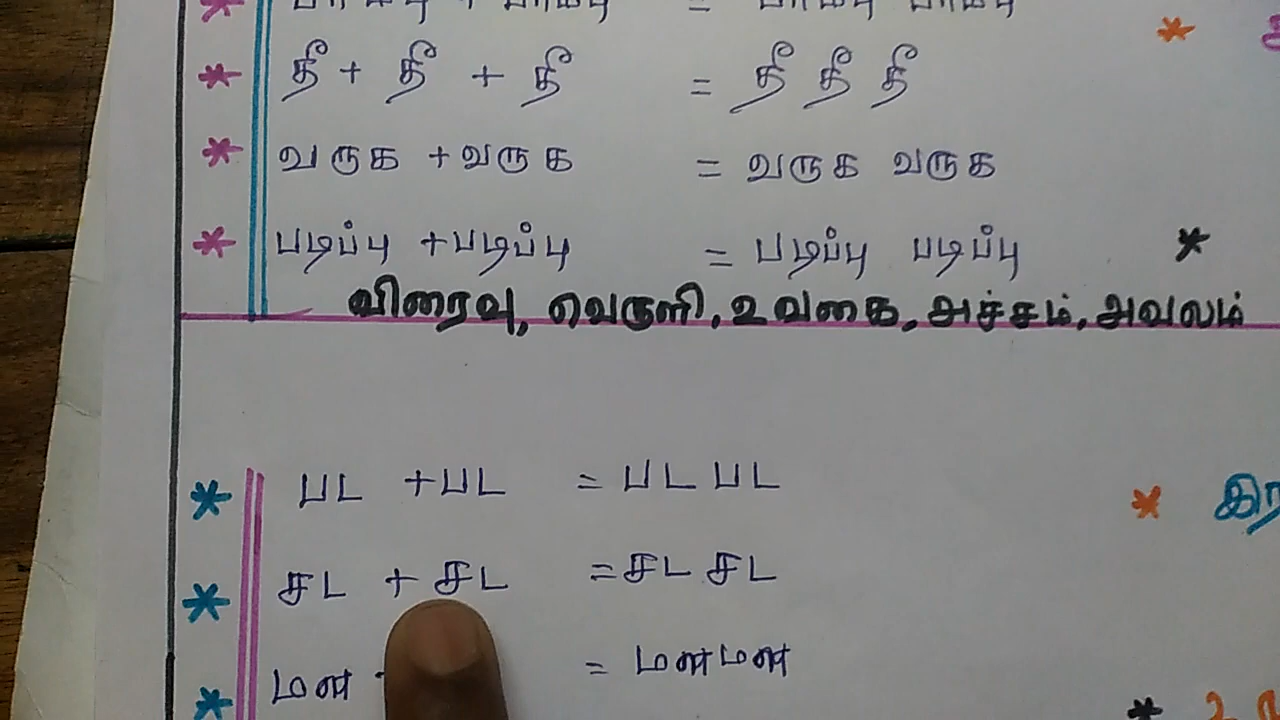 பாம்பு + பாம்பு = பாம்பு பாம்பு
தீ + தீ + தீ = தீ தீ தீ
வருக + வருக = வருக வருக
படிப்பு + படிப்பு = படிப்பு படிப்பு
விரைவு, வெருளி, உவகை, அச்சம், அவலம்
பட + பட = பட பட
இர
சட + சட = சட சட
மள = மளமள